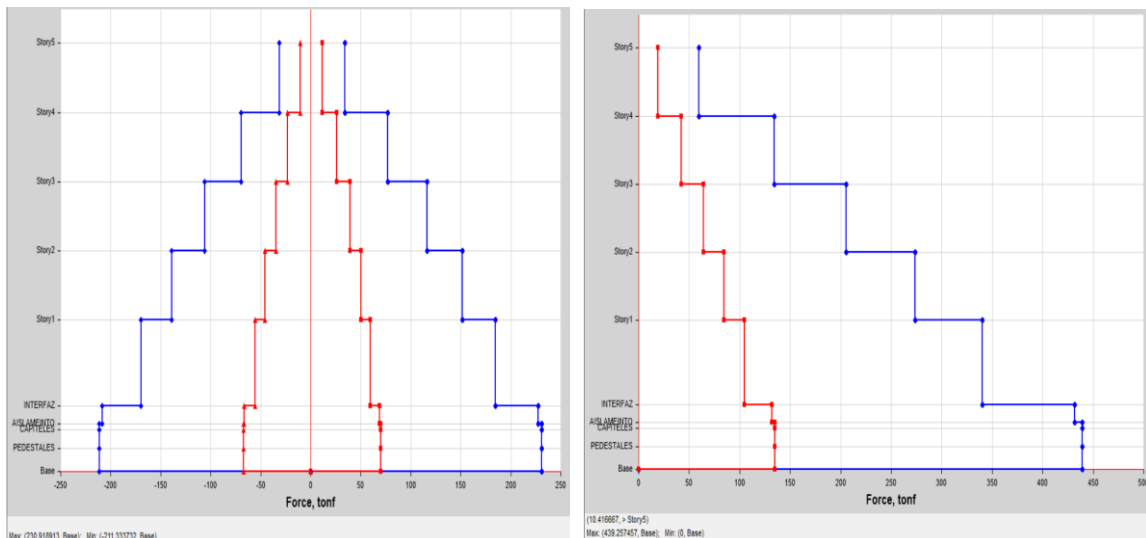 Story5
Story4
Story3
Story2
Story1
INTERFAZ
AISLAMEINTO
CAPITELES
PEDESTALES
Base
-250 -200 -150 -100 -50 0 50 100 150 200 250
Force, tonf
Max: (230.918913, Base); Min: (-211.333732, Base)
Story5
Story4
Story3
Story2
Story1
INTERFAZ
AISLAMEINTO
CAPITELES
PEDESTALES
Base
0 50 100 150 200 250 300 350 400 450 500
Force, tonf
(10.416667, > Story5)
Max: (439.257457, Base); Min: (0, Base)